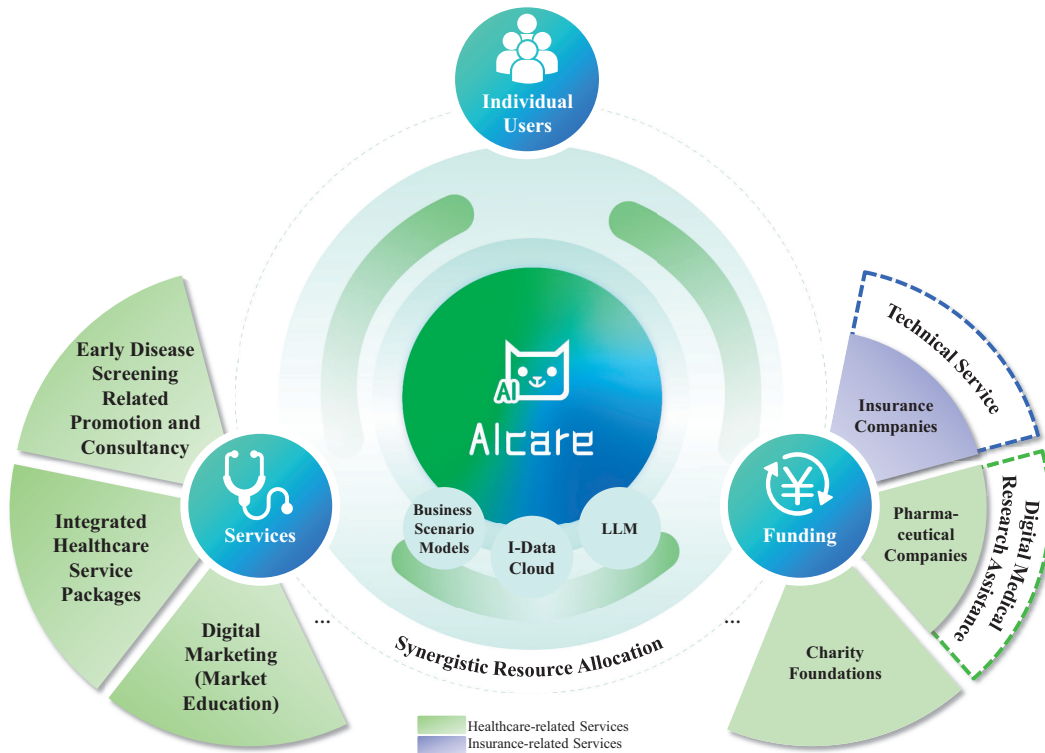 Individual
Users
Early Disease
Screening
Related
Promotion and
Consultancy
Integrated
Healthcare
Service
Packages
Digital
Marketing
(Market
Education)
Services
AI
AIcare
Business
Scenario
Models
I-Data
Cloud
LLM
¥
Funding
Technical Service
Insurance
Companies
Pharma-
ceutical
Companies
Digital Medical
Research Assistance
Charity
Foundations
...
...
Synergistic Resource Allocation
Healthcare-related Services
Insurance-related Services